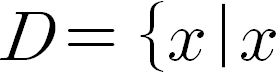 D = {x | x